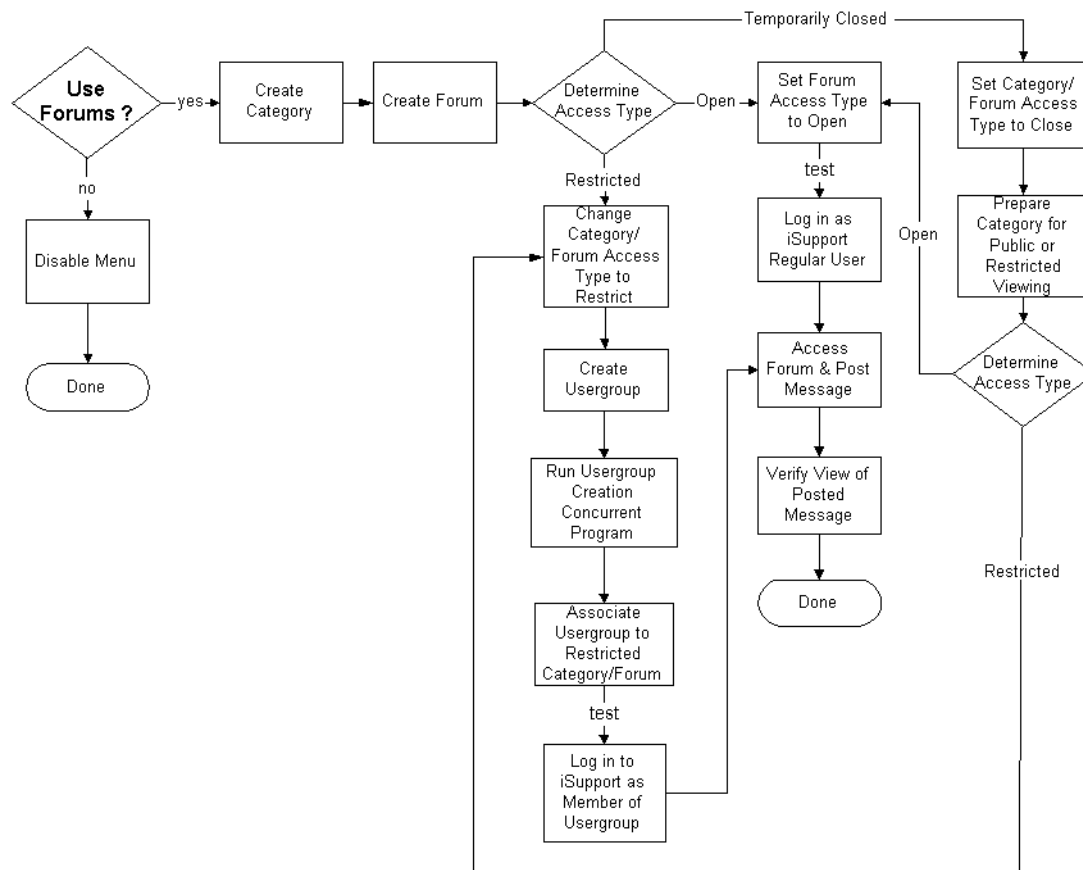 Temporarily Closed
Use
Forums ?
yes
Create
Category
Create Forum
Determine
Access Type
Open
Set Forum
Access Type
to Open
Set Category/
Forum Access
Type to Close
no
Restricted
test
Disable Menu
Change
Category/
Forum Access
Type to
Restrict
Log in as
iSupport
Regular User
Open
Prepare
Category for
Public or
Restricted
Viewing
Done
Create
Usergroup
Access
Forum & Post
Message
Determine
Access Type
Run Usergroup
Creation
Concurrent
Program
Verify View of
Posted
Message
Restricted
Associate
Usergroup to
Restricted
Category/Forum
Done
test
Log in to
iSupport as
Member of
Usergroup